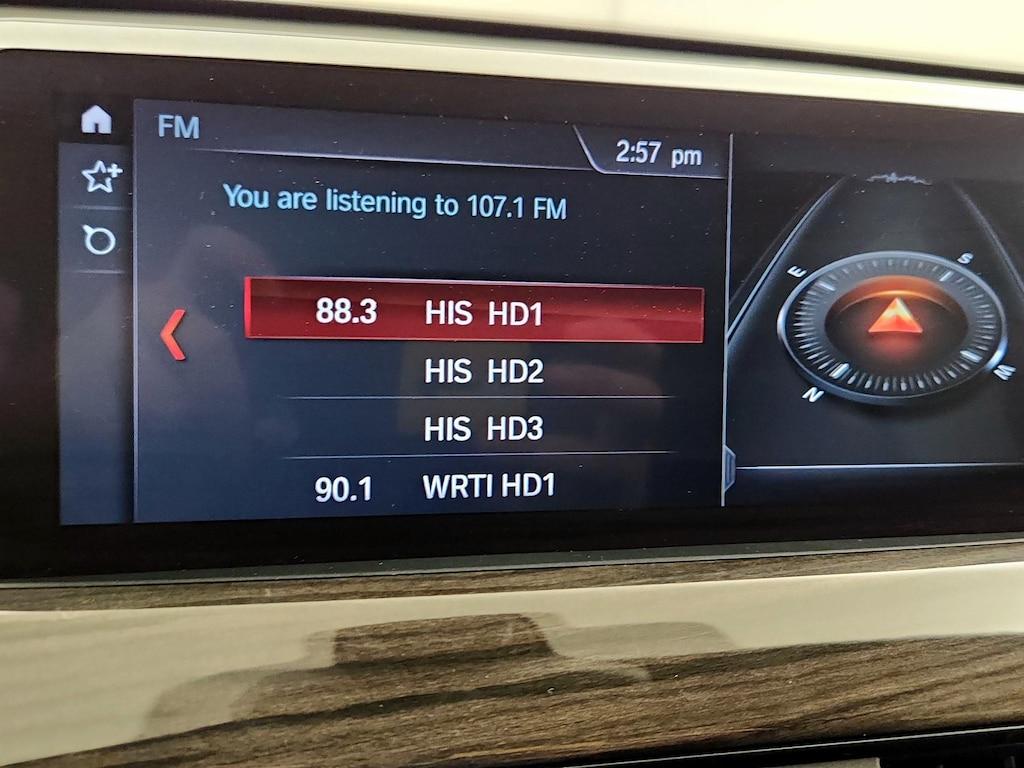 FM
2:57 pm
You are listening to 107.1 FM
88.3 HIS HD1
HIS HD2
HIS HD3
90.1 WRTI HD1
E
S
N
W